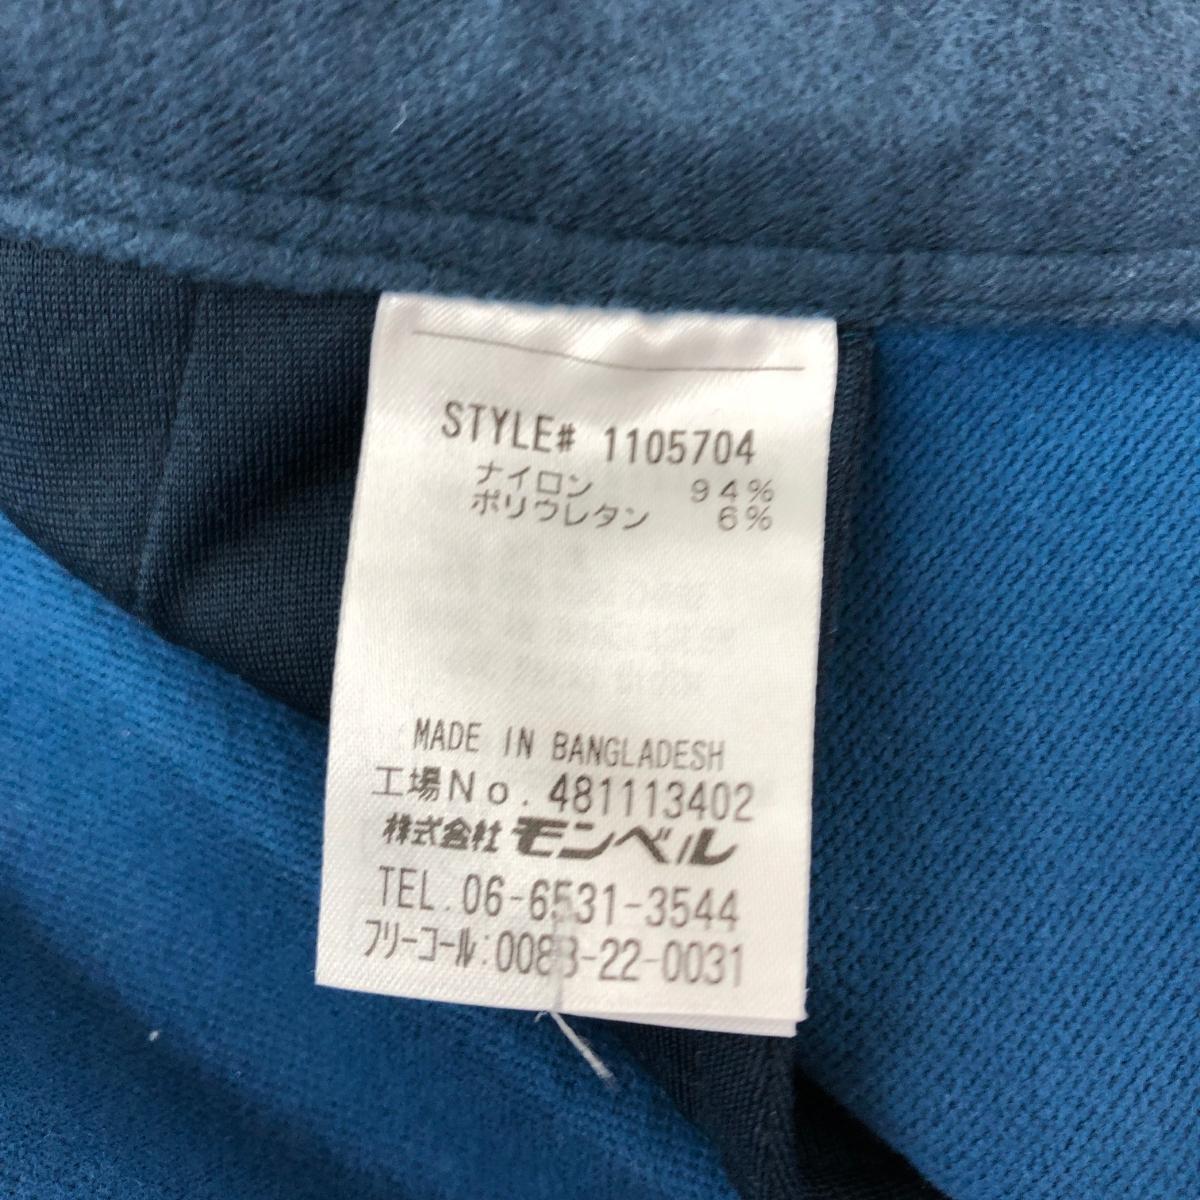 STYLE# 1105704
ナイロン 94%
ポリウレタン 6%
MADE IN BANGLADESH
工場No. 481113402
株式会社 モンベル
TEL. 06-6531-3544
フリーコール:0088-22-0031